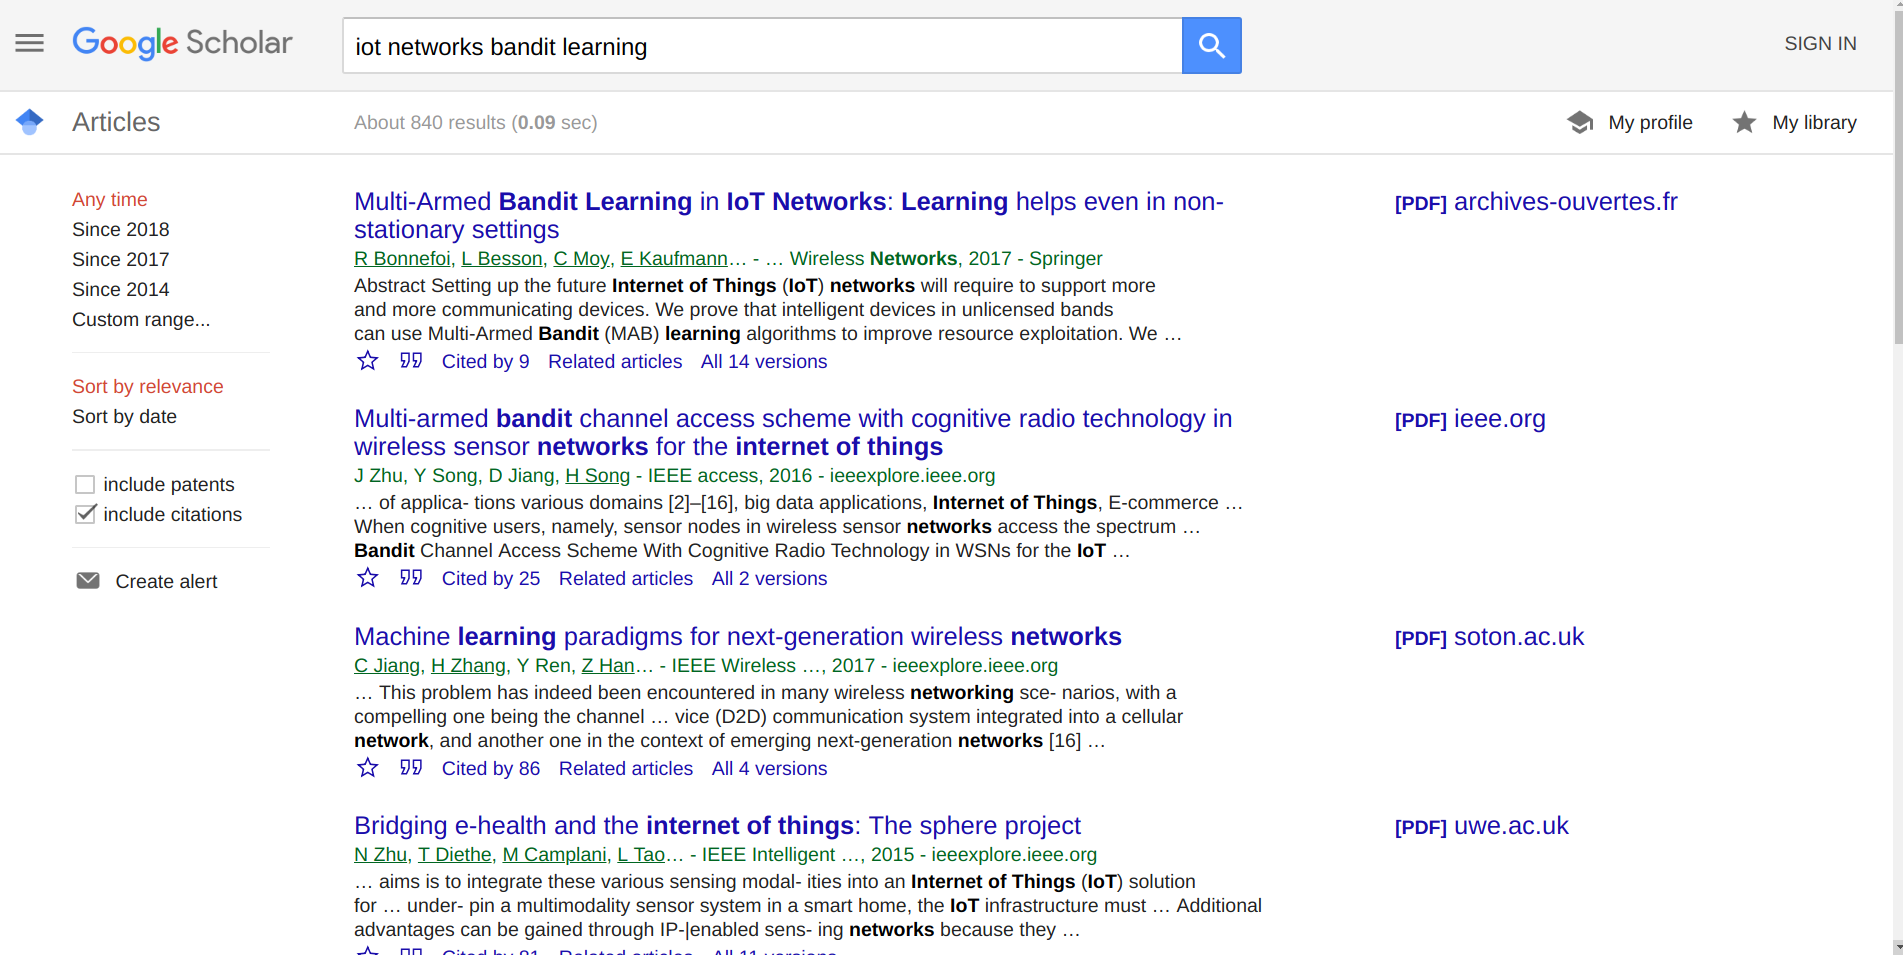 Google Scholar
iot networks bandit learning
SIGN IN
Articles
About 840 results (0.09 sec)
My profile
My library
Any time
Since 2018
Since 2017
Since 2014
Custom range...
Sort by relevance
Sort by date
include patents
include citations
Create alert
Multi-Armed Bandit Learning in IoT Networks: Learning helps even in non-
stationary settings
[PDF] archives-ouvertes.fr
R Bonnefoi, L Besson, C Moy, E Kaufmann… - … Wireless Networks, 2017 - Springer
Abstract Setting up the future Internet of Things (IoT) networks will require to support more
and more communicating devices. We prove that intelligent devices in unlicensed bands
can use Multi-Armed Bandit (MAB) learning algorithms to improve resource exploitation. We …
Cited by 9 Related articles All 14 versions
Multi-armed bandit channel access scheme with cognitive radio technology in
wireless sensor networks for the internet of things
[PDF] ieee.org
J Zhu, Y Song, D Jiang, H Song - IEEE access, 2016 - ieeexplore.ieee.org
… of applica- tions various domains [2]–[16], big data applications, Internet of Things, E-commerce …
When cognitive users, namely, sensor nodes in wireless sensor networks access the spectrum …
Bandit Channel Access Scheme With Cognitive Radio Technology in WSNs for the IoT …
Cited by 25 Related articles All 2 versions
Machine learning paradigms for next-generation wireless networks
[PDF] soton.ac.uk
C Jiang, H Zhang, Y Ren, Z Han… - IEEE Wireless …, 2017 - ieeexplore.ieee.org
… This problem has indeed been encountered in many wireless networking sce- narios, with a
compelling one being the channel … vice (D2D) communication system integrated into a cellular
network, and another one in the context of emerging next-generation networks [16] …
Cited by 86 Related articles All 4 versions
Bridging e-health and the internet of things: The sphere project
[PDF] uwe.ac.uk
N Zhu, T Diethe, M Camplani, L Tao… - IEEE Intelligent …, 2015 - ieeexplore.ieee.org
… aims is to integrate these various sensing modal- ities into an Internet of Things (IoT) solution
for … under- pin a multimodality sensor system in a smart home, the IoT infrastructure must … Additional
advantages can be gained through IP-|enabled sens- ing networks because they …
Cited by 81 Related articles All 11 versions